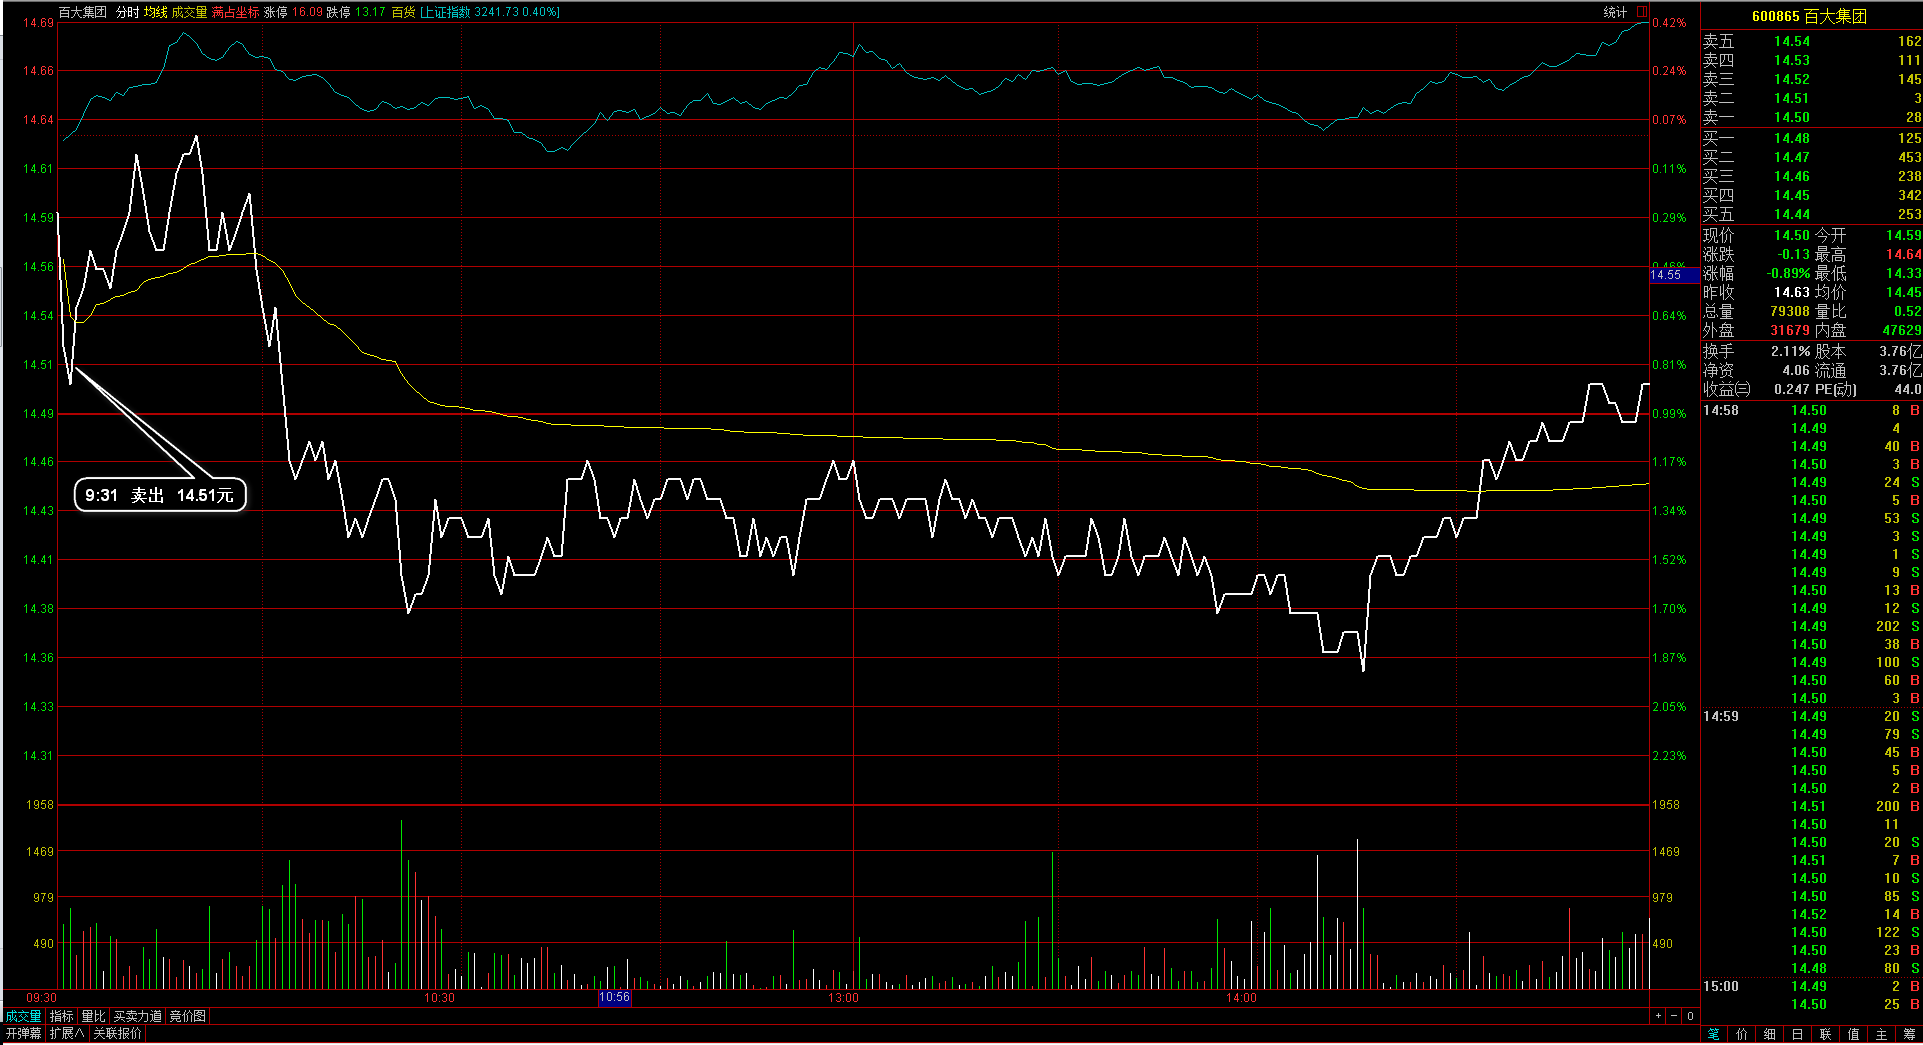 百大集团 分时 均线 成交量 满占坐标 涨停 16.09 跌停 13.17 百货 [上证指数 3241.73 0.40%] 统计
14.69 0.42%
14.66 0.24%
14.64 0.07%
14.61 0.11%
14.59 0.29%
14.56
14.55
14.54 0.64%
14.51 0.81%
14.49 0.99%
14.46 1.17%
9:31 卖出 14.51元
14.43 1.34%
14.41 1.52%
14.38 1.70%
14.36 1.87%
14.33 2.05%
14.31 2.23%
1958 1958
1469 1469
979 979
490 490
09:30 10:30 10:56 13:00 14:00
成交量 指标 量比 买卖力道 竞价图 + - 0
开弹幕 扩展∧ 关联报价
600865 百大集团
卖五 14.54 162
卖四 14.53 111
卖三 14.52 145
卖二 14.51 3
卖一 14.50 28
买一 14.48 125
买二 14.47 453
买三 14.46 238
买四 14.45 342
买五 14.44 253
现价 14.50 今开 14.59
涨跌 -0.13 最高 14.64
涨幅 -0.89% 最低 14.33
昨收 14.63 均价 14.45
总量 79308 量比 0.52
外盘 31679 内盘 47629
换手 2.11% 股本 3.76亿
净资 4.06 流通 3.76亿
收益㈢ 0.247 PE(动) 44.0
14:58 14.50 8 B
14.49 4
14.49 40 B
14.50 3 B
14.49 24 S
14.50 5 B
14.49 53 S
14.49 3 S
14.49 1 S
14.49 9 S
14.50 13 B
14.49 12 S
14.49 202 S
14.50 38 B
14.49 100 S
14.50 60 B
14.50 3 B
14:59 14.49 20 S
14.49 79 S
14.50 45 B
14.50 5 B
14.50 2 B
14.51 200 B
14.50 11
14.50 20 S
14.51 7 B
14.50 10 S
14.50 85 S
14.52 14 B
14.50 122 S
14.50 23 B
14.48 80 S
15:00 14.49 2 B
14.50 25 B
笔 价 细 日 联 值 主 筹